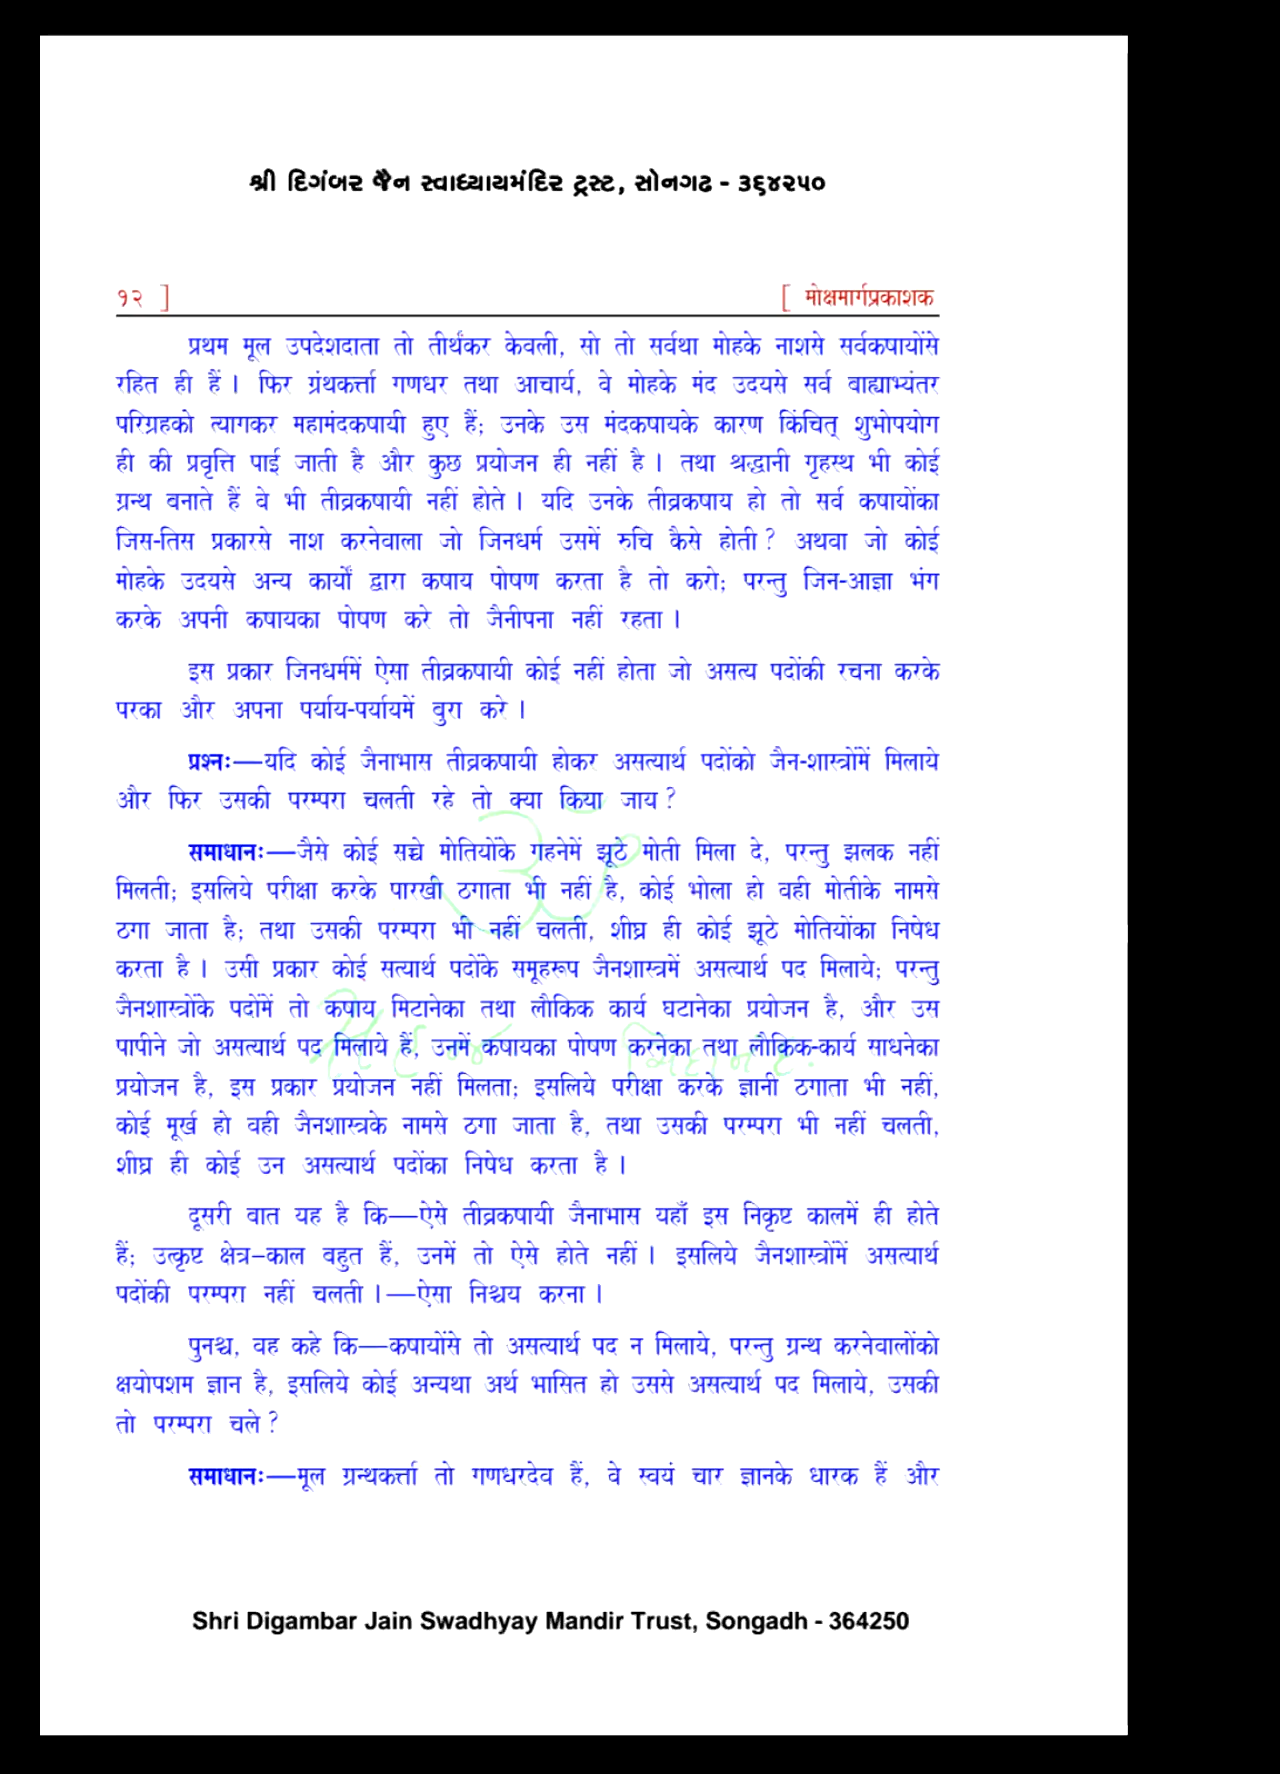 શ્રી દિગંબર જૈન સ્વાધ્યાયમંદિર ટ્રસ્ટ, સોનગઢ - ૩૬૪૨૫૦
१२ ] [ मोक्षमार्गप्रकाशक
प्रथम मूल उपदेशदाता तो तीर्थंकर केवली, सो तो सर्वथा मोहके नाशसे सर्वकषायोंसे
रहित ही हैं। फिर ग्रंथकर्त्ता गणधर तथा आचार्य, वे मोहके मंद उदयसे सर्व बाह्याभ्यंतर
परिग्रहको त्यागकर महामंदकषायी हुए हैं; उनके उस मंदकषायके कारण किंचित् शुभोपयोग
ही की प्रवृत्ति पाई जाती है और कुछ प्रयोजन ही नहीं है। तथा श्रद्धानी गृहस्थ भी कोई
ग्रन्थ बनाते हैं वे भी तीव्रकषायी नहीं होते। यदि उनके तीव्रकषाय हो तो सर्व कषायोंका
जिस-तिस प्रकारसे नाश करनेवाला जो जिनधर्म उसमें रुचि कैसे होती? अथवा जो कोई
मोहके उदयसे अन्य कार्यों द्वारा कषाय पोषण करता है तो करो; परन्तु जिन-आज्ञा भंग
करके अपनी कषायका पोषण करे तो जैनीपना नहीं रहता।
इस प्रकार जिनधर्ममें ऐसा तीव्रकषायी कोई नहीं होता जो असत्य पदोंकी रचना करके
परका और अपना पर्याय-पर्यायमें बुरा करे।
प्रश्नः—यदि कोई जैनाभास तीव्रकषायी होकर असत्यार्थ पदोंको जैन-शास्त्रोंमें मिलाये
और फिर उसकी परम्परा चलती रहे तो क्या किया जाय?
समाधानः—जैसे कोई सच्चे मोतियोंके गहनेमें झूठे मोती मिला दे, परन्तु झलक नहीं
मिलती; इसलिये परीक्षा करके पारखी ठगाता भी नहीं है, कोई भोला हो वही मोतीके नामसे
ठगा जाता है; तथा उसकी परम्परा भी नहीं चलती, शीघ्र ही कोई झूठे मोतियोंका निषेध
करता है। उसी प्रकार कोई सत्यार्थ पदोंके समूहरूप जैनशास्त्रमें असत्यार्थ पद मिलाये; परन्तु
जैनशास्त्रोंके पदोंमें तो कषाय मिटानेका तथा लौकिक कार्य घटानेका प्रयोजन है, और उस
पापीने जो असत्यार्थ पद मिलाये हैं, उनमें कषायका पोषण करनेका तथा लौकिक-कार्य साधनेका
प्रयोजन है, इस प्रकार प्रयोजन नहीं मिलता; इसलिये परीक्षा करके ज्ञानी ठगाता भी नहीं,
कोई मूर्ख हो वही जैनशास्त्रके नामसे ठगा जाता है, तथा उसकी परम्परा भी नहीं चलती,
शीघ्र ही कोई उन असत्यार्थ पदोंका निषेध करता है।
दूसरी बात यह है कि—ऐसे तीव्रकषायी जैनाभास यहाँ इस निकृष्ट कालमें ही होते
हैं; उत्कृष्ट क्षेत्र–काल बहुत हैं, उनमें तो ऐसे होते नहीं। इसलिये जैनशास्त्रोंमें असत्यार्थ
पदोंकी परम्परा नहीं चलती।—ऐसा निश्चय करना।
पुनश्च, वह कहे कि—कषायोंसे तो असत्यार्थ पद न मिलाये, परन्तु ग्रन्थ करनेवालोंको
क्षयोपशम ज्ञान है, इसलिये कोई अन्यथा अर्थ भासित हो उससे असत्यार्थ पद मिलाये, उसकी
तो परम्परा चले?
समाधानः—मूल ग्रन्थकर्त्ता तो गणधरदेव हैं, वे स्वयं चार ज्ञानके धारक हैं और
Shri Digambar Jain Swadhyay Mandir Trust, Songadh - 364250